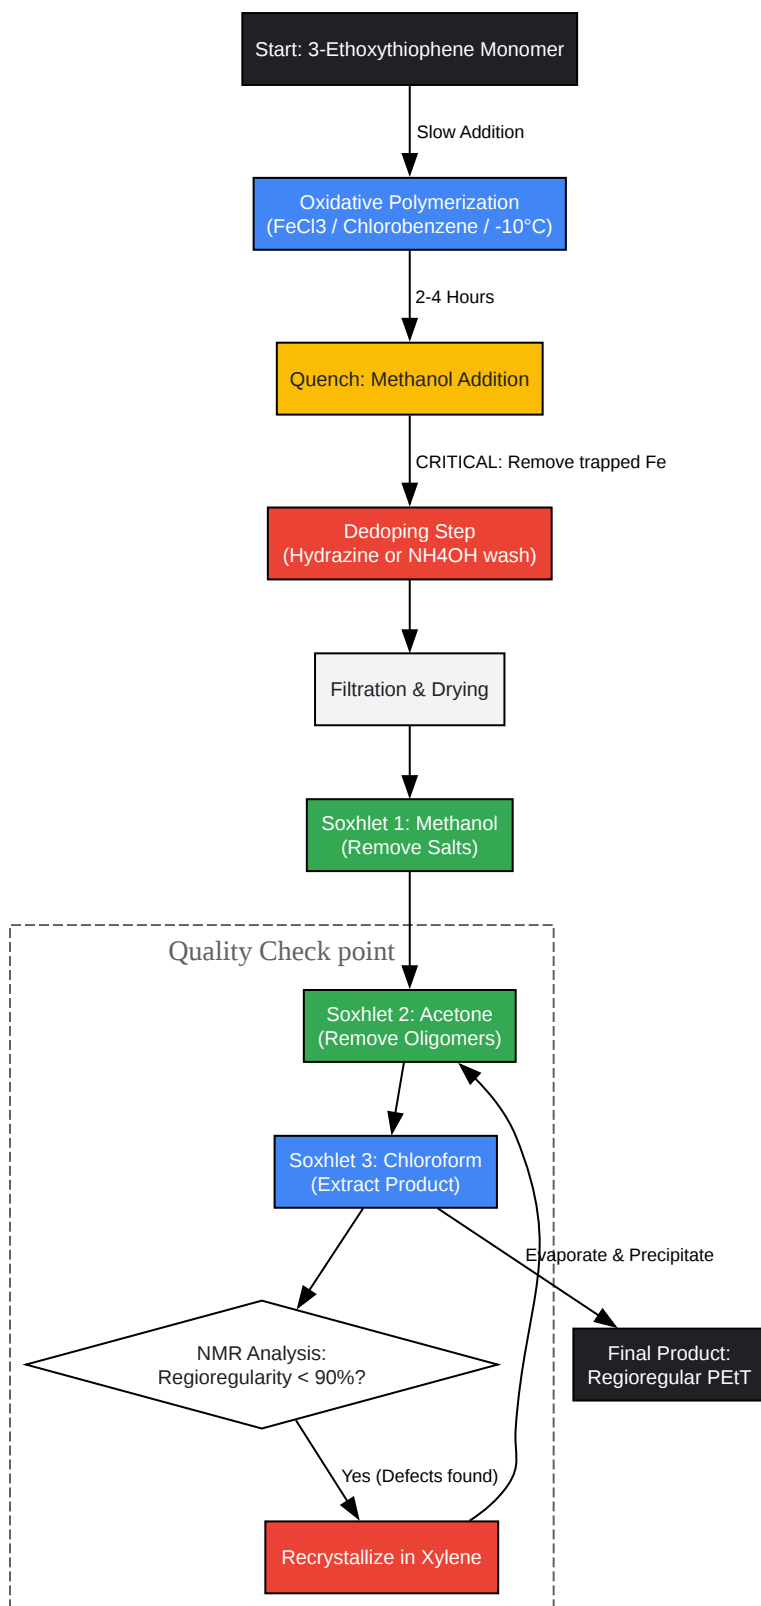 Start: 3-Ethoxythiophene Monomer
Slow Addition
Oxidative Polymerization
(FeCl3 / Chlorobenzene / -10°C)
2-4 Hours
Quench: Methanol Addition
CRITICAL: Remove trapped Fe
Dedoping Step
(Hydrazine or NH4OH wash)
Filtration & Drying
Soxhlet 1: Methanol
(Remove Salts)
Quality Check point
Soxhlet 2: Acetone
(Remove Oligomers)
Soxhlet 3: Chloroform
(Extract Product)
Evaporate & Precipitate
NMR Analysis:
Regioregularity < 90%?
Final Product:
Regioregular PEtT
Yes (Defects found)
Recrystallize in Xylene